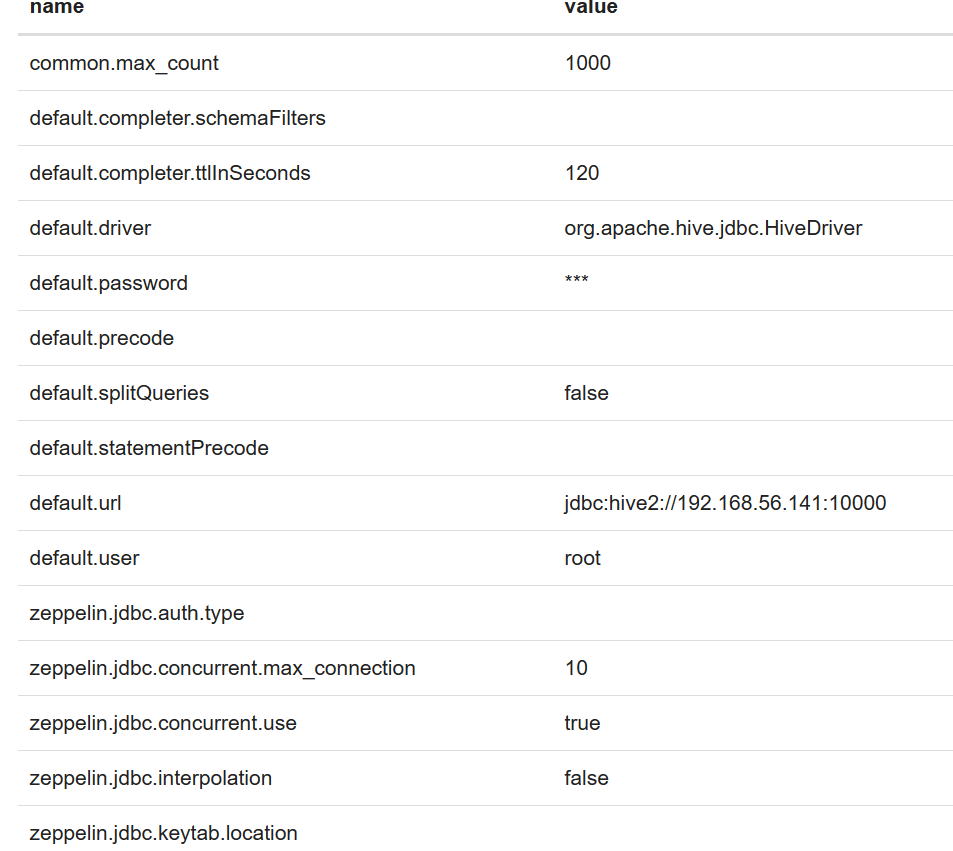 name value
common.max_count 1000
default.completer.schemaFilters
default.completer.ttlInSeconds 120
default.driver org.apache.hive.jdbc.HiveDriver
default.password ***
default.precode
default.splitQueries false
default.statementPrecode
default.url jdbc:hive2://192.168.56.141:10000
default.user root
zeppelin.jdbc.auth.type
zeppelin.jdbc.concurrent.max_connection 10
zeppelin.jdbc.concurrent.use true
zeppelin.jdbc.interpolation false
zeppelin.jdbc.keytab.location